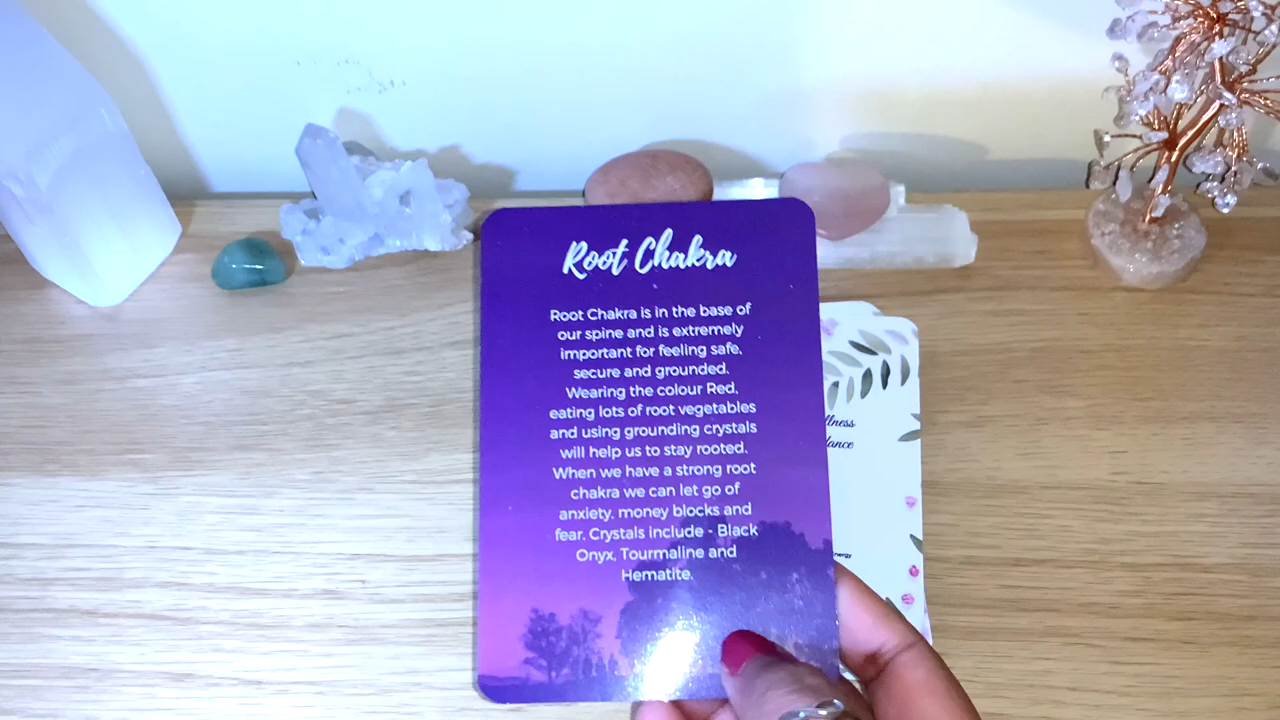 Root Chakra
Root Chakra is in the base of
our spine and is extremely
important for feeling safe,
secure and grounded.
Wearing the colour Red,
eating lots of root vegetables
and using grounding crystals
will help us to stay rooted.
When we have a strong root
chakra we can let go of
anxiety, money blocks and
fear. Crystals include - Black
Onyx, Tourmaline and
Hematite.